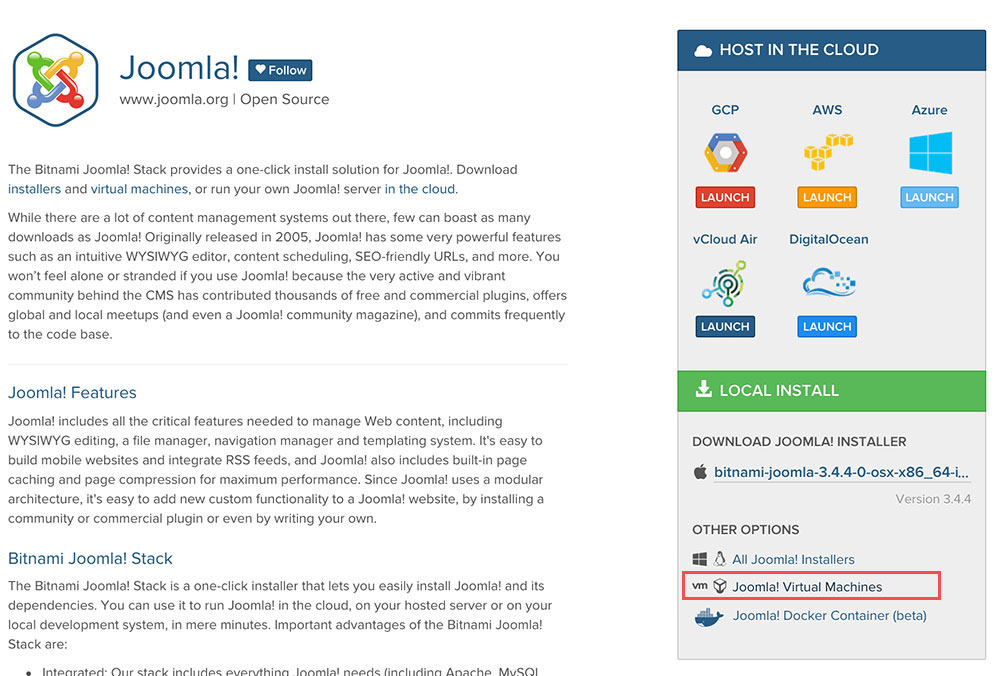 Joomla! Follow
www.joomla.org | Open Source
The Bitnami Joomla! Stack provides a one-click install solution for Joomla!. Download
installers and virtual machines, or run your own Joomla! server in the cloud.
While there are a lot of content management systems out there, few can boast as many
downloads as Joomla! Originally released in 2005, Joomla! has some very powerful features
such as an intuitive WYSIWYG editor, content scheduling, SEO-friendly URLs, and more. You
won't feel alone or stranded if you use Joomla! because the very active and vibrant
community behind the CMS has contributed thousands of free and commercial plugins, offers
global and local meetups (and even a Joomla! community magazine), and commits frequently
to the code base.
Joomla! Features
Joomla! includes all the critical features needed to manage Web content, including
WYSIWYG editing, a file manager, navigation manager and templating system. It's easy to
build mobile websites and integrate RSS feeds, and Joomla! also includes built-in page
caching and page compression for maximum performance. Since Joomla! uses a modular
architecture, it's easy to add new custom functionality to a Joomla! website, by installing a
community or commercial plugin or even by writing your own.
Bitnami Joomla! Stack
The Bitnami Joomla! Stack is a one-click installer that lets you easily install Joomla! and its
dependencies. You can use it to run Joomla! in the cloud, on your hosted server or on your
local development system, in mere minutes. Important advantages of the Bitnami Joomla!
Stack are:
• Integrated: Our stack includes everything Joomla! needs (including Apache, MySQL
HOST IN THE CLOUD
GCP AWS Azure
LAUNCH LAUNCH LAUNCH
vCloud Air DigitalOcean
LAUNCH LAUNCH
LOCAL INSTALL
DOWNLOAD JOOMLA! INSTALLER
bitnami-joomla-3.4.4-0-osx-x86_64-i...
Version 3.4.4
OTHER OPTIONS
All Joomla! Installers
vm Joomla! Virtual Machines
Joomla! Docker Container (beta)